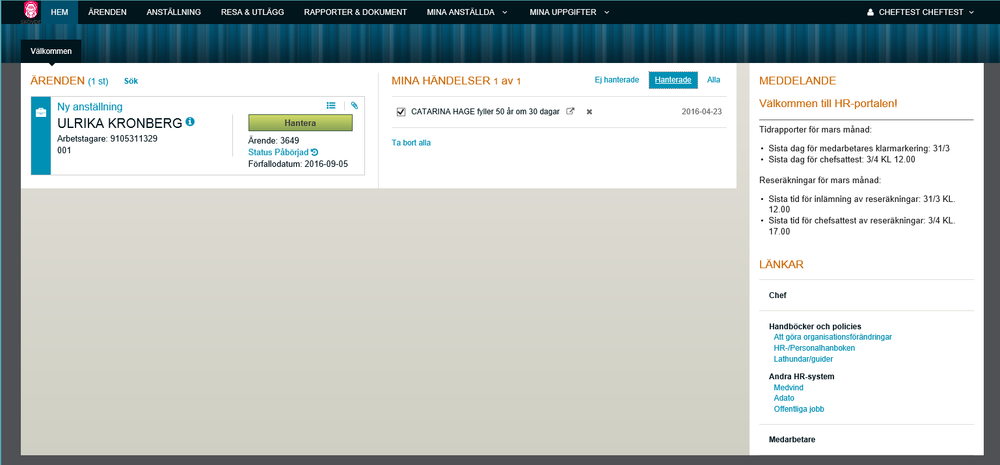 SKÖVDE
HEM ÄRENDEN ANSTÄLLNING RESA & UTLÄGG RAPPORTER & DOKUMENT MINA ANSTÄLLDA MINA UPPGIFTER CHEFTEST CHEFTEST
Välkommen
ÄRENDEN (1 st) Sök
Ny anställning
ULRIKA KRONBERG
Arbetstagare: 9105311329
001
Hantera
Ärende: 3649
Status Påbörjad
Förfallodatum: 2016-09-05
MINA HÄNDELSER 1 av 1 Ej hanterade Hanterade Alla
CATARINA HAGE fyller 50 år om 30 dagar 2016-04-23
Ta bort alla
MEDDELANDE
Välkommen till HR-portalen!
Tidrapporter för mars månad:
• Sista dag för medarbetares klarmarkering: 31/3
• Sista dag för chefsattest: 3/4 KL 12.00
Reseräkningar för mars månad:
• Sista tid för inlämning av reseräkningar: 31/3 KL.
12.00
• Sista tid för chefsattest av reseräkningar: 3/4 KL.
17.00
LÄNKAR
Chef
Handböcker och policies
Att göra organisationsförändringar
HR-/Personalhanboken
Lathundar/guider
Andra HR-system
Medvind
Adato
Offentliga jobb
Medarbetare